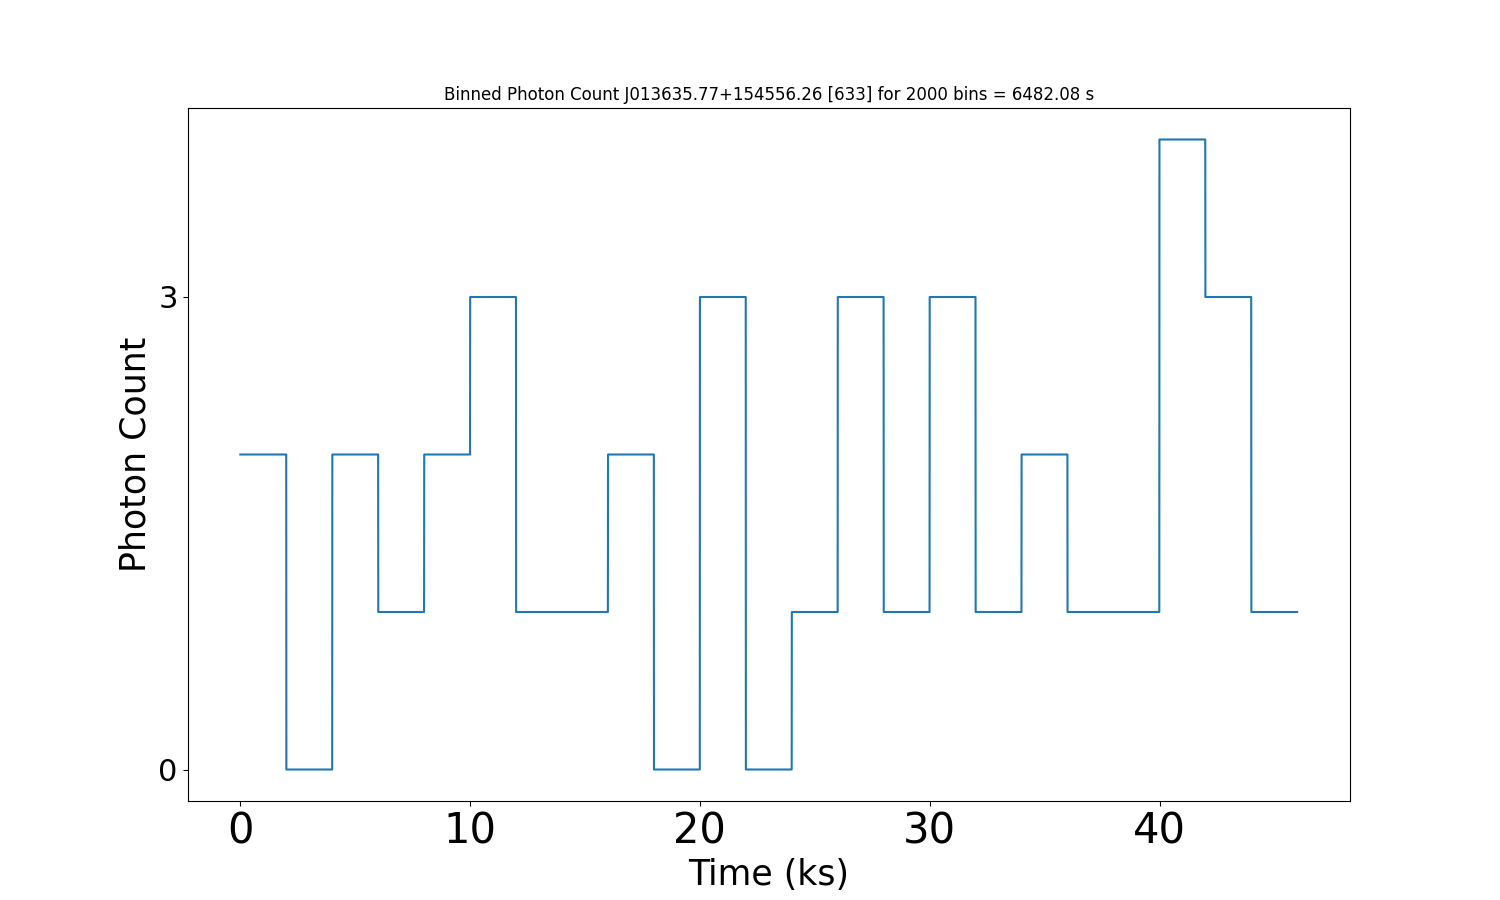 Binned Photon Count J013635.77+154556.26 [633] for 2000 bins = 6482.08 s
Photon Count
3
0
0 10 20 30 40
Time (ks)